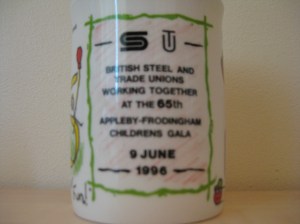 BRITISH STEEL AND
TRADE UNIONS
WORKING TOGETHER
AT THE 65th
APPLEBY-FRODINGHAM
CHILDRENS GALA
9 JUNE
1996